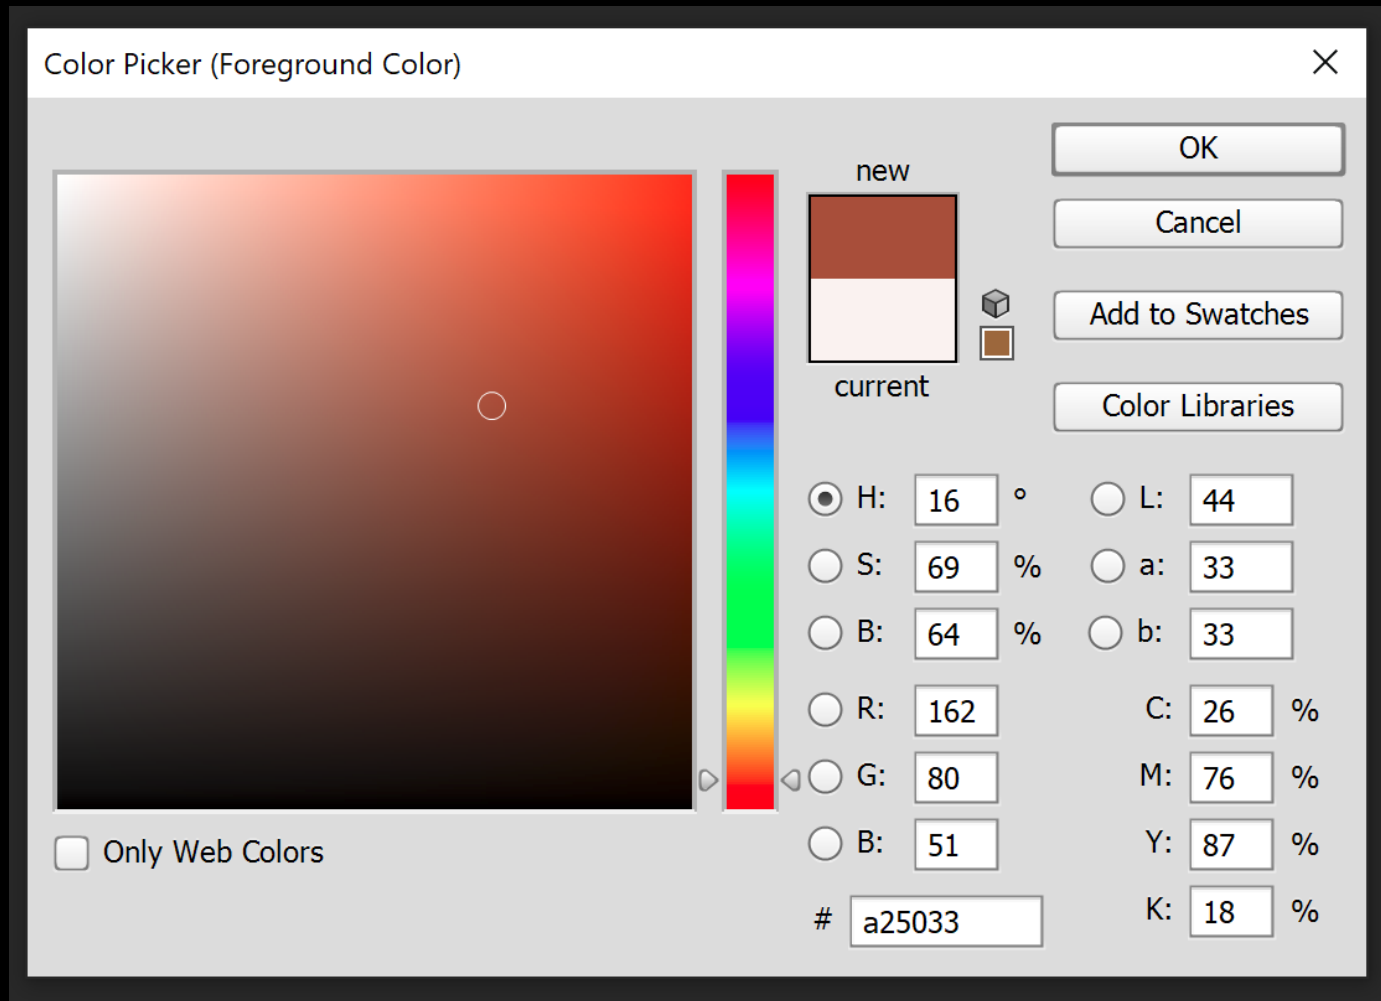 Color Picker (Foreground Color)
new
current
OK
Cancel
Add to Swatches
Color Libraries
H: 16 °
S: 69 %
B: 64 %
R: 162
G: 80
B: 51
# a25033
L: 44
a: 33
b: 33
C: 26 %
M: 76 %
Y: 87 %
K: 18 %
Only Web Colors